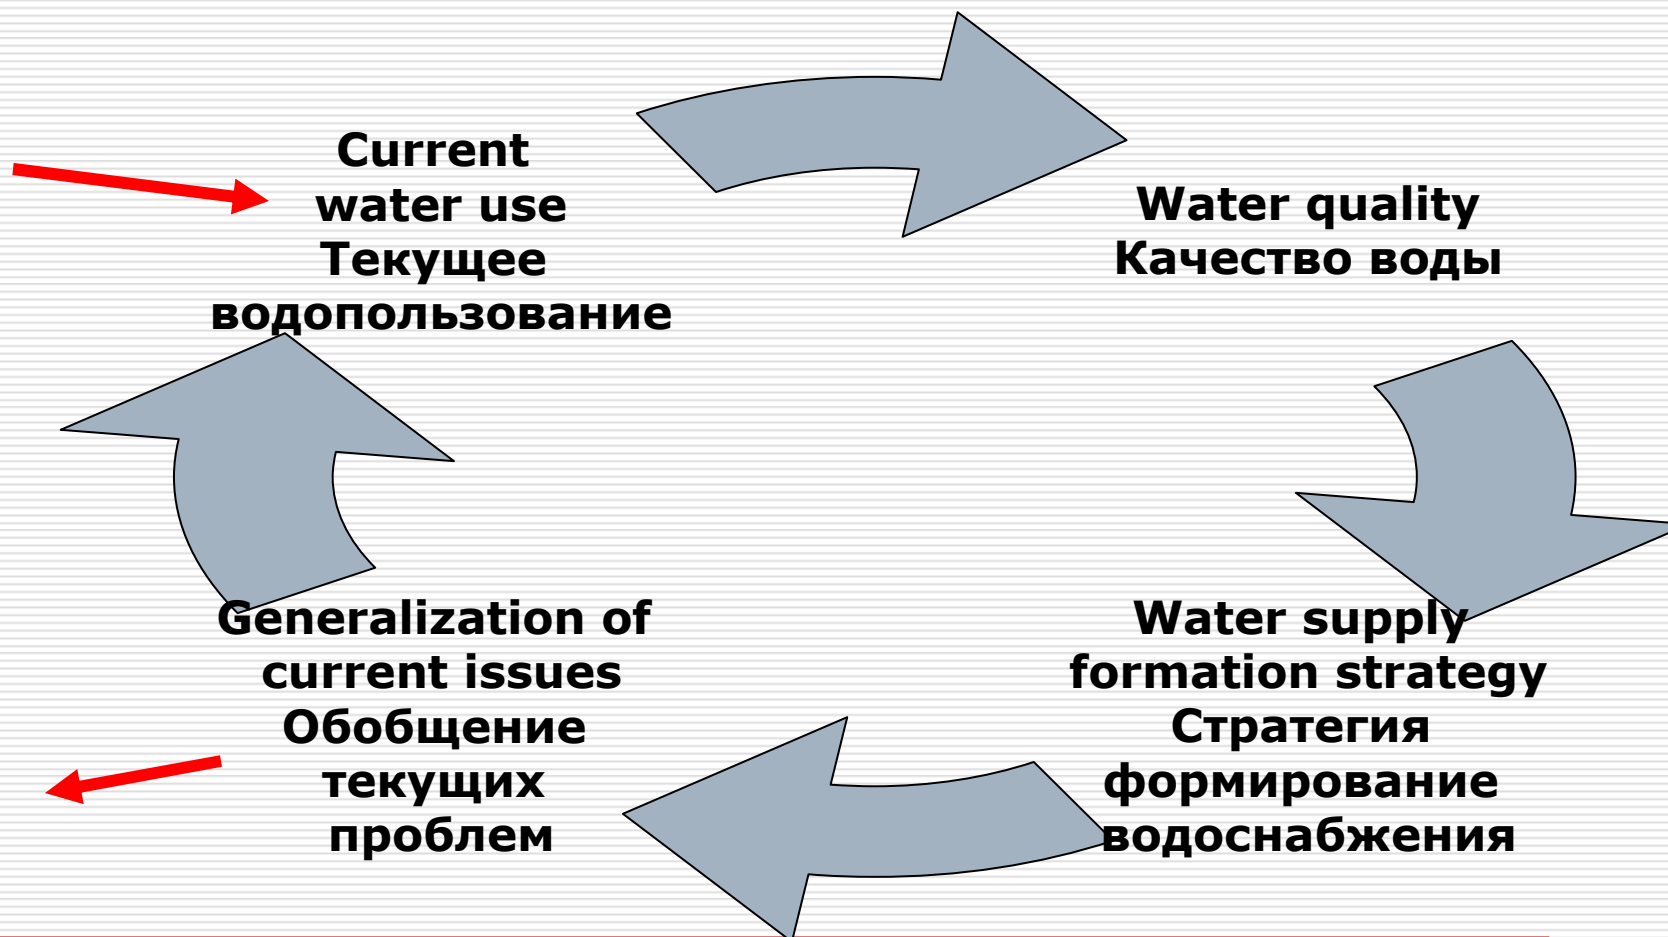 Current
water use
Текущее
водопользование
Water quality
Качество воды
Water supply
formation strategy
Стратегия
формирование
водоснабжения
Generalization of
current issues
Обобщение
текущих
проблем